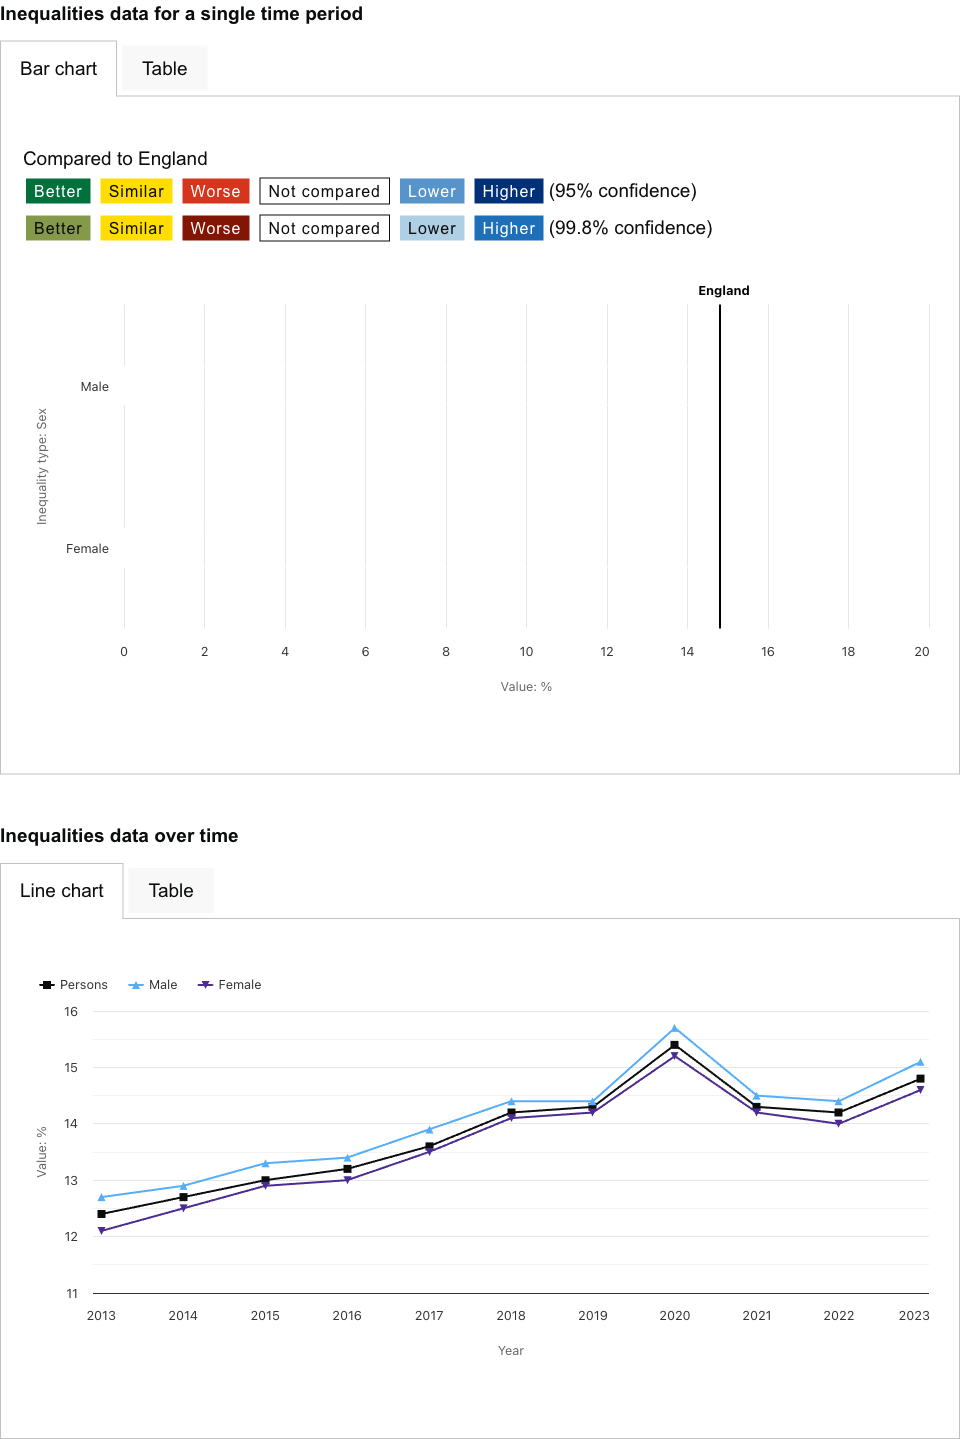 Inequalities data for a single time period
Bar chart Table
Compared to England
Better Similar Worse Not compared Lower Higher (95% confidence)
Better Similar Worse Not compared Lower Higher (99.8% confidence)
England
Male
Inequality type: Sex
Female
0 2 4 6 8 10 12 14 16 18 20
Value: %
Inequalities data over time
Line chart Table
Persons Male Female
16
15
14
Value: %
13
12
11
2013 2014 2015 2016 2017 2018 2019 2020 2021 2022 2023
Year